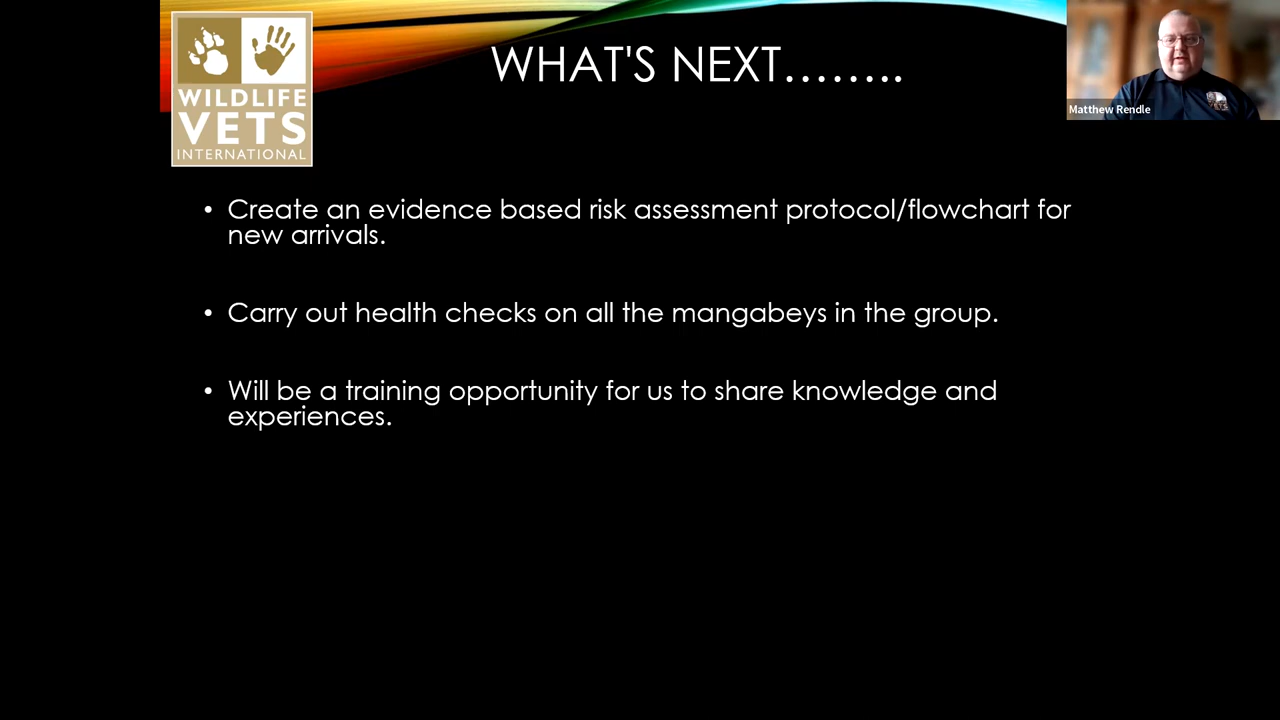 WHAT'S NEXT........
WILDLIFE
VETS
INTERNATIONAL
Matthew Rendle
• Create an evidence based risk assessment protocol/flowchart for
new arrivals.
• Carry out health checks on all the mangabeys in the group.
• Will be a training opportunity for us to share knowledge and
experiences.